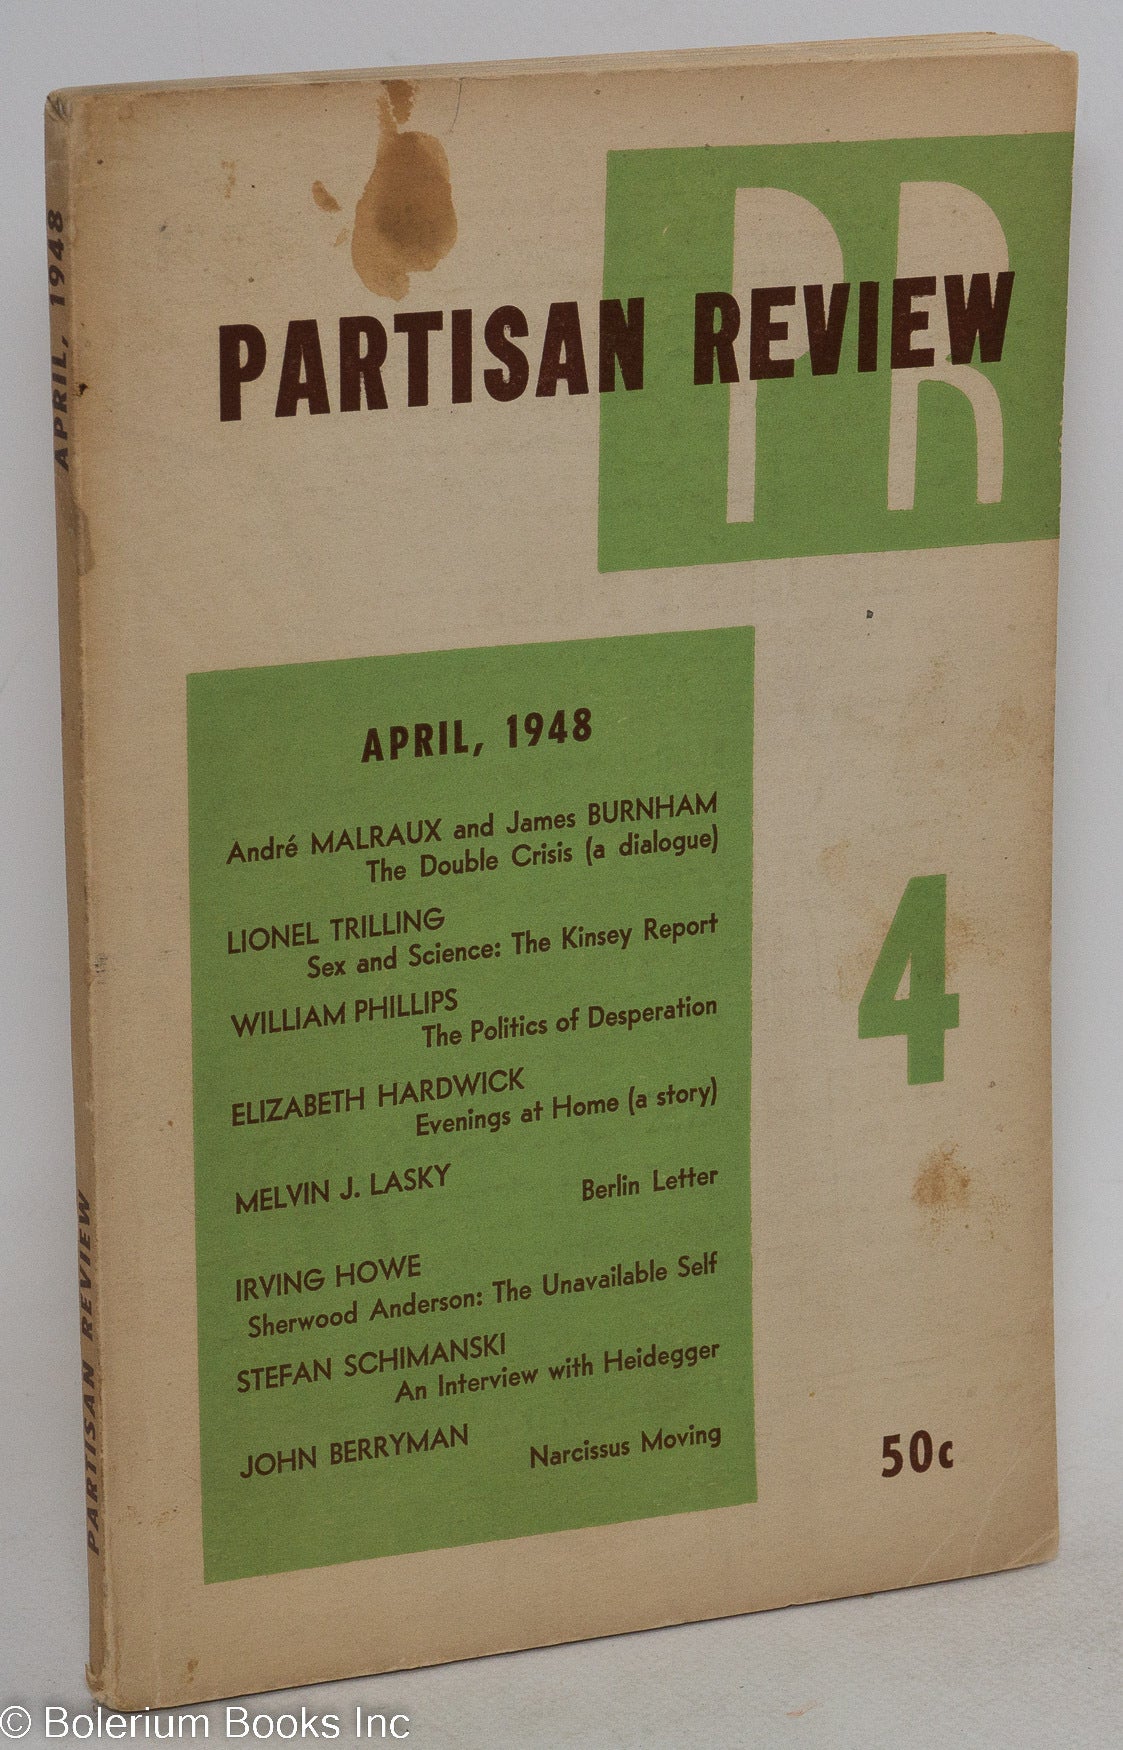 PR
PARTISAN REVIEW
APRIL, 1948
André MALRAUX and James BURNHAM
The Double Crisis (a dialogue)
LIONEL TRILLING
Sex and Science: The Kinsey Report
WILLIAM PHILLIPS
The Politics of Desperation
ELIZABETH HARDWICK
Evenings at Home (a story)
MELVIN J. LASKY Berlin Letter
IRVING HOWE
Sherwood Anderson: The Unavailable Self
STEFAN SCHIMANSKI
An Interview with Heidegger
JOHN BERRYMAN Narcissus Moving
4
50c
PARTISAN REVIEW APRIL, 1948
© Bolerium Books Inc